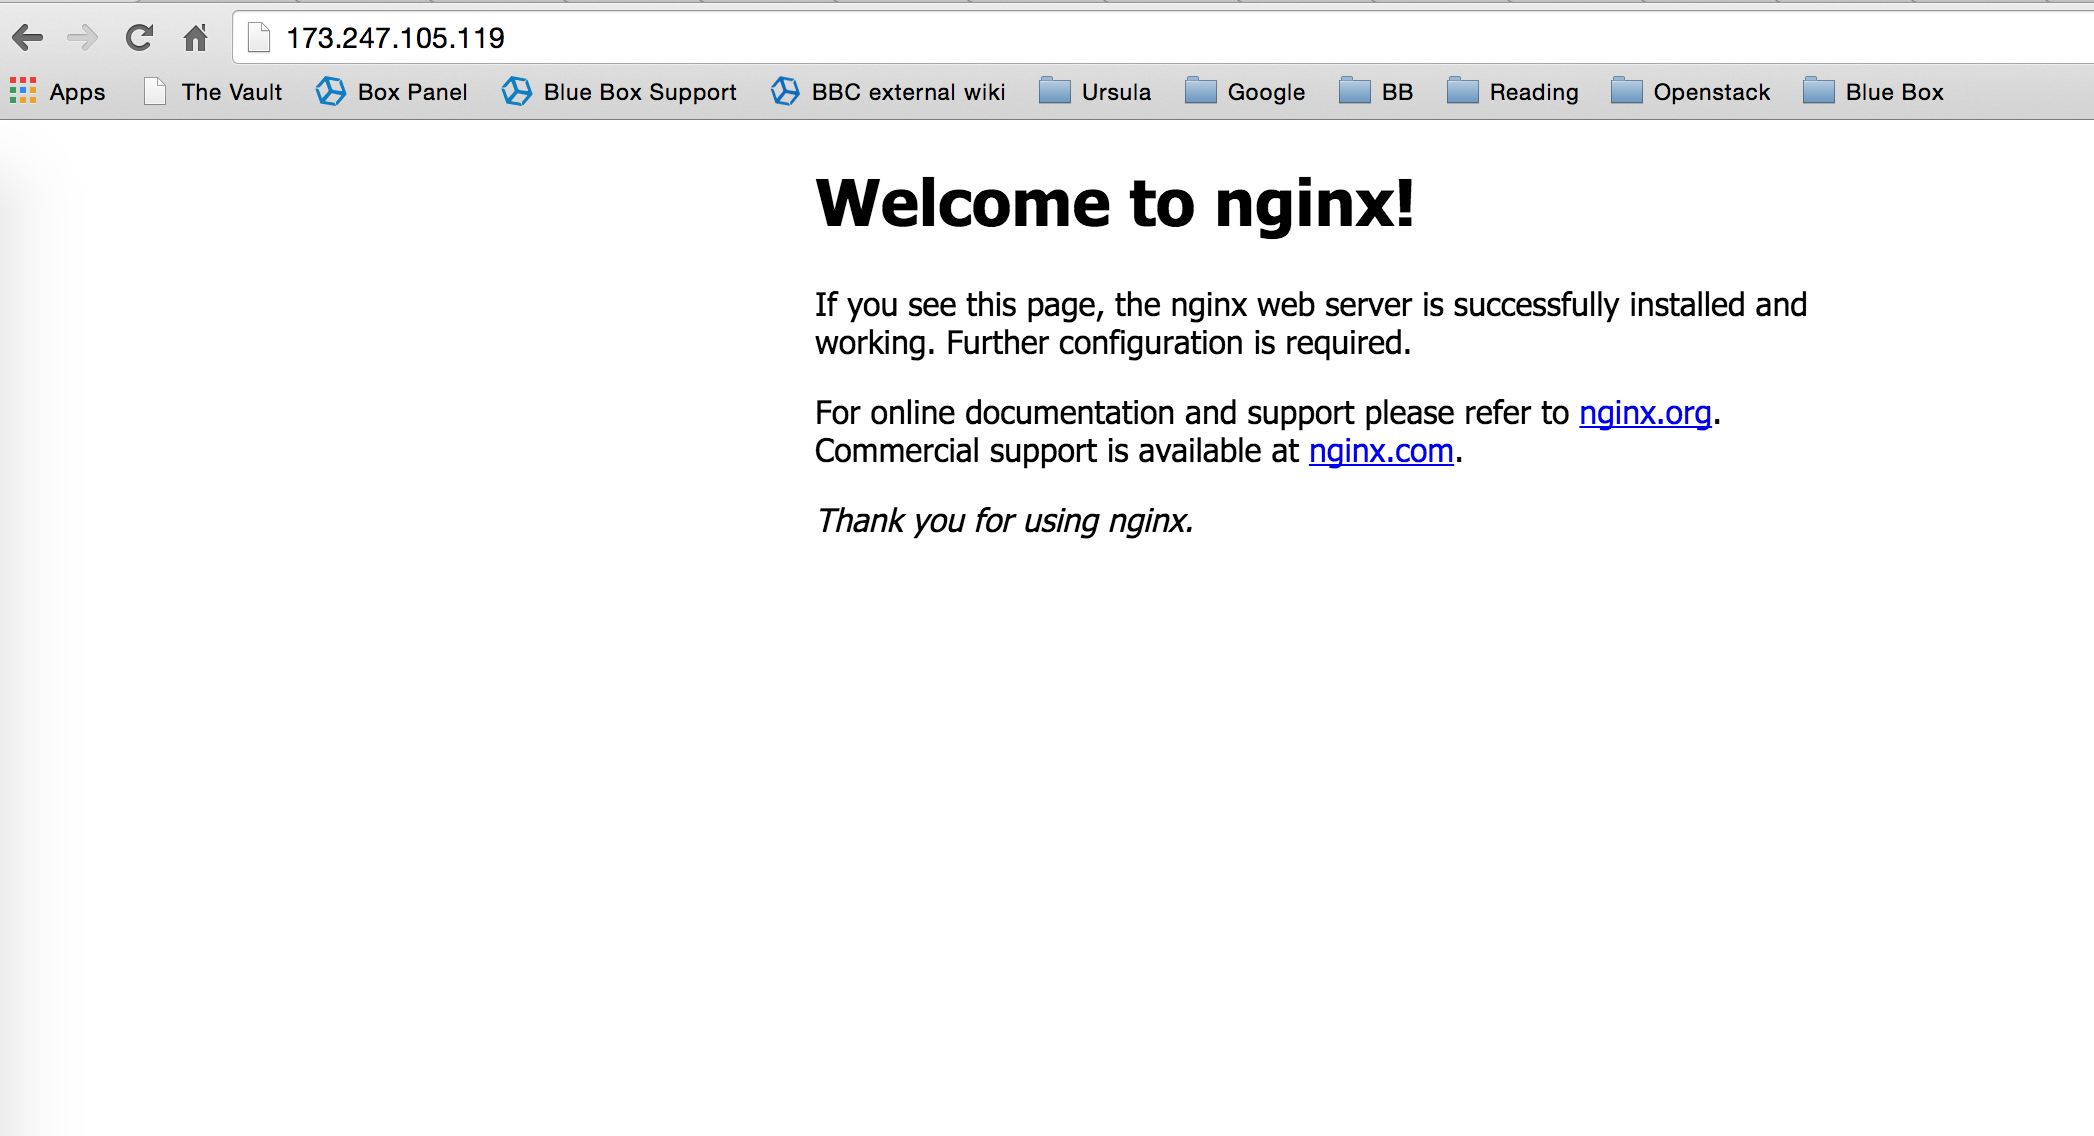 173.247.105.119
Apps The Vault Box Panel Blue Box Support BBC external wiki Ursula Google BB Reading Openstack Blue Box
Welcome to nginx!
If you see this page, the nginx web server is successfully installed and
working. Further configuration is required.
For online documentation and support please refer to nginx.org.
Commercial support is available at nginx.com.
Thank you for using nginx.